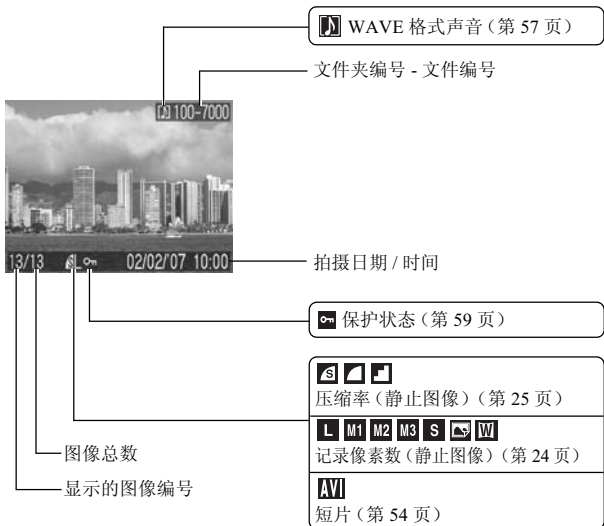 WAVE 格式声音（第 57 页）
文件夹编号 - 文件编号
100-7000
13/13 L 02/02/'07 10:00
拍摄日期 / 时间
保护状态（第 59 页）
S
压缩率（静止图像）（第 25 页）
L M1 M2 M3 S W
记录像素数（静止图像）（第 24 页）
图像总数
AVI
显示的图像编号
短片（第 54 页）